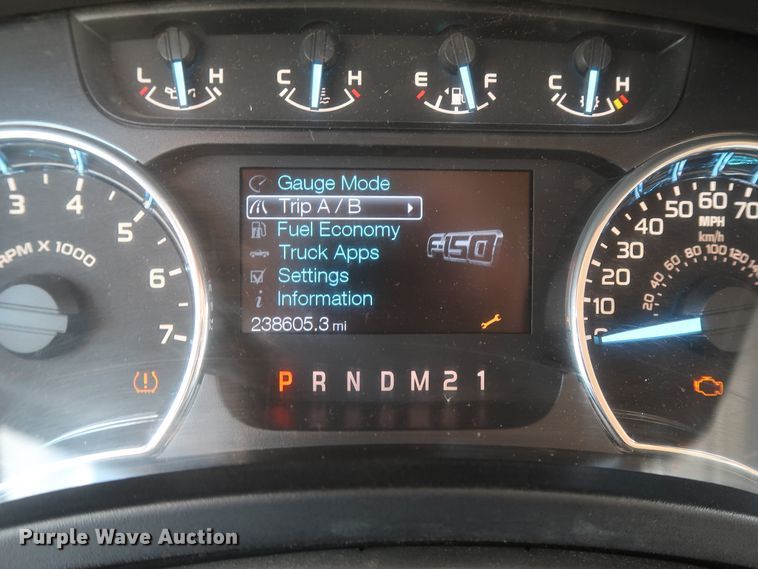 L H
C H
E F
C H
Gauge Mode
Trip A / B
Fuel Economy
Truck Apps
Settings
Information
238605.3 mi
F-150
P R N D M 2 1
3 4 5 6 7
RPM X 1000
0 10 20 30 40 50 60 70
MPH
km/h
20 40 60 80 100 120
Purple Wave Auction